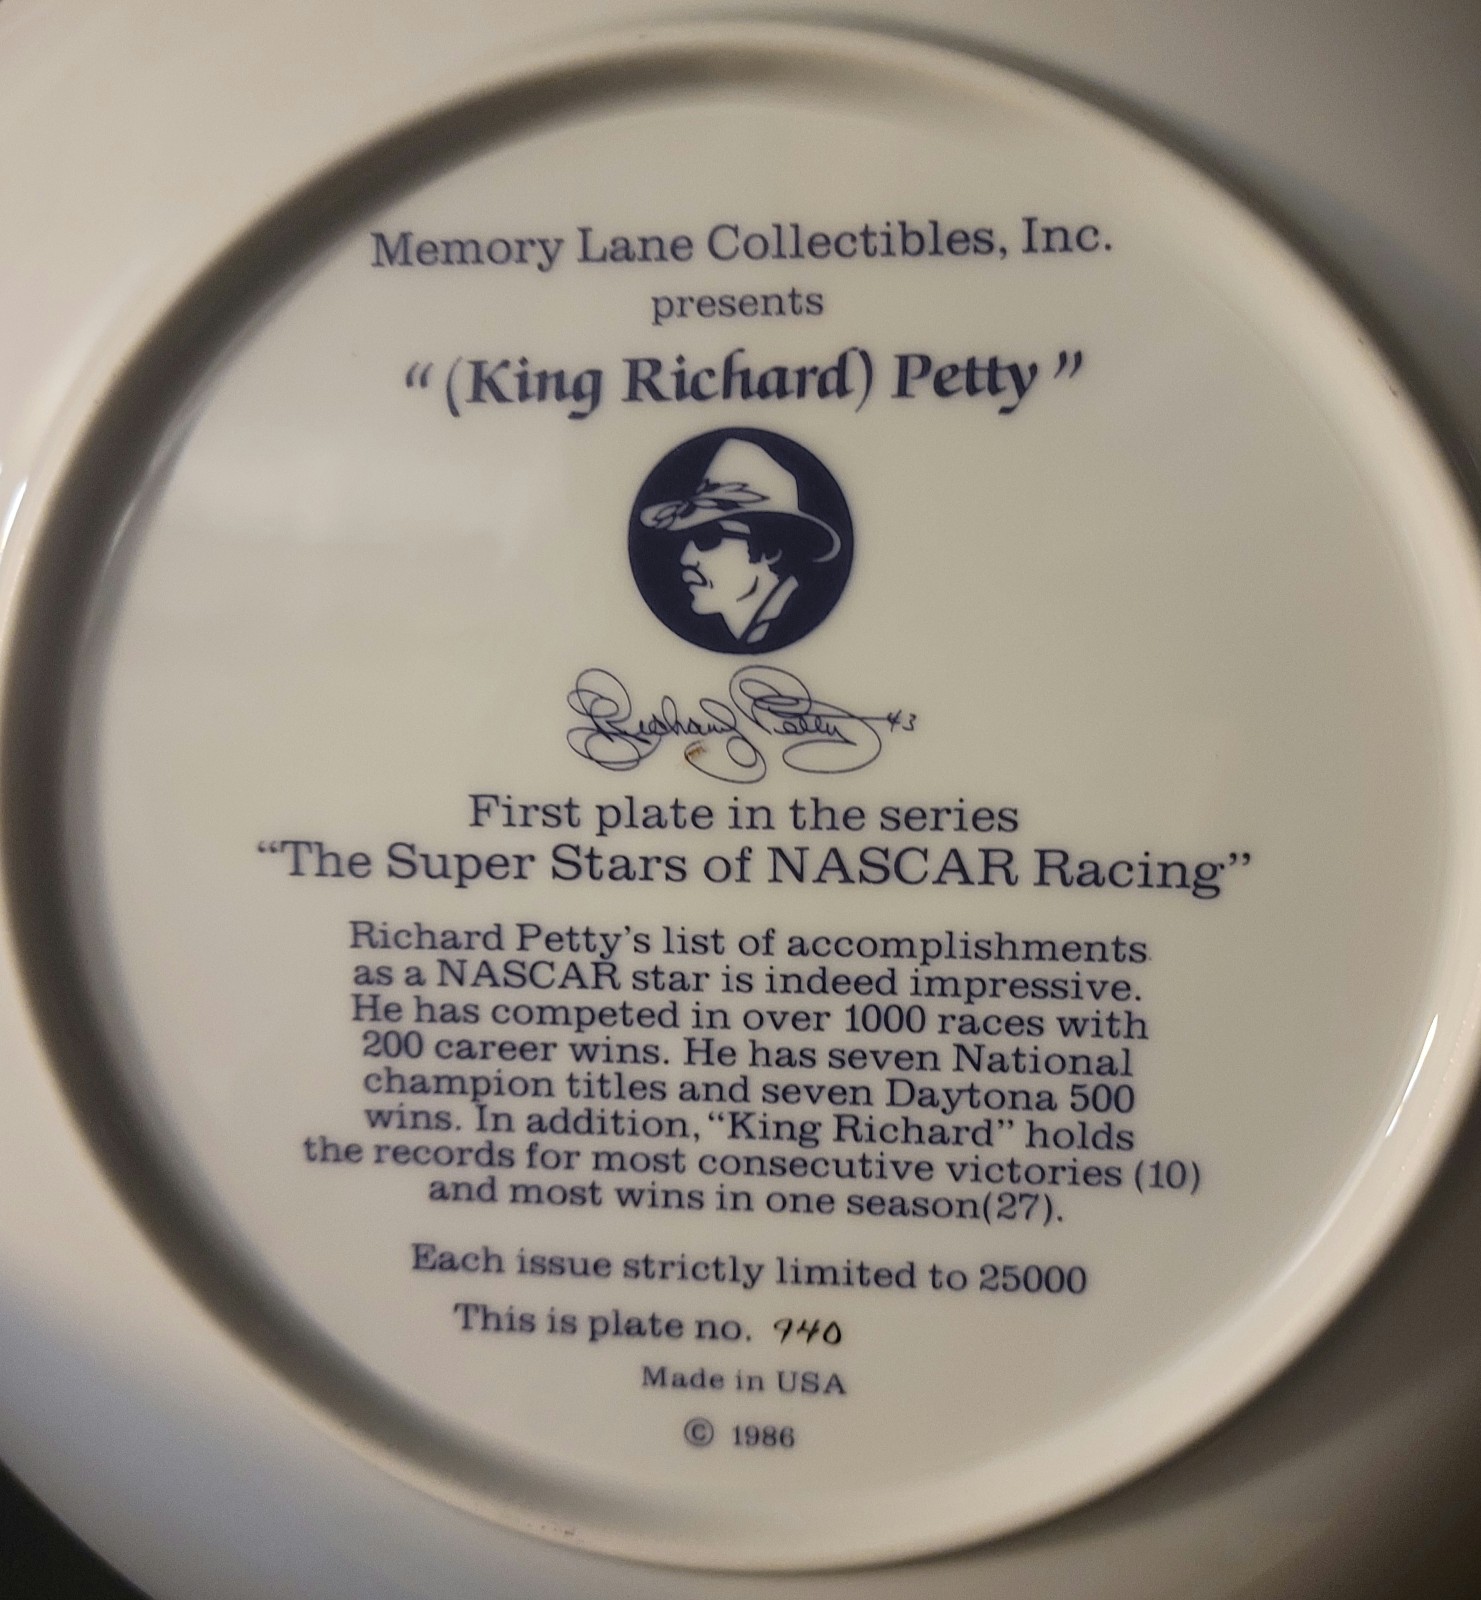 Memory Lane Collectibles, Inc.
presents
“(King Richard) Petty”
Richard Petty 43
First plate in the series
“The Super Stars of NASCAR Racing”
Richard Petty’s list of accomplishments
as a NASCAR star is indeed impressive.
He has competed in over 1000 races with
200 career wins. He has seven National
champion titles and seven Daytona 500
wins. In addition, “King Richard” holds
the records for most consecutive victories (10)
and most wins in one season(27).
Each issue strictly limited to 25000
This is plate no. 940
Made in USA
© 1986